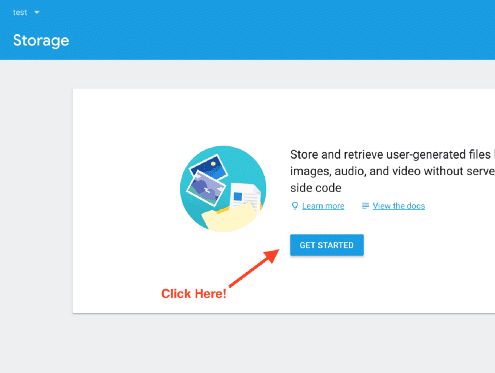 test
Storage
Store and retrieve user-generated files
images, audio, and video without serve
side code
Learn more View the docs
GET STARTED
Click Here!